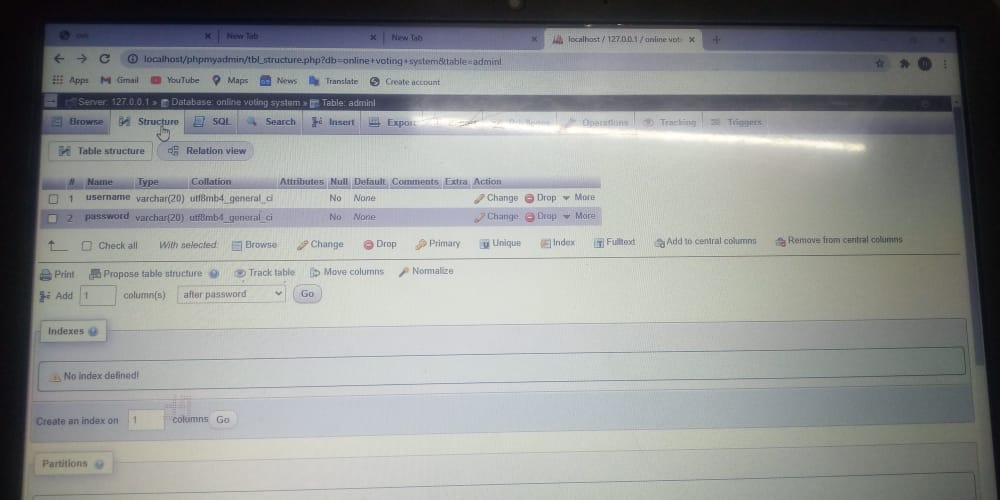 New Tab New Tab localhost / 127.0.0.1 / online voti
localhost/phpmyadmin/tbl_structure.php?db=online+voting+system&table=adminl
Apps Gmail YouTube Maps News Translate Create account
Server: 127.0.0.1 » Database: online voting system » Table: adminl
Browse Structure SQL Search Insert Export Operations Tracking Triggers
Table structure Relation view
# Name Type Collation Attributes Null Default Comments Extra Action
1 username varchar(20) utf8mb4_general_ci No None Change Drop More
2 password varchar(20) utf8mb4_general_ci No None Change Drop More
Check all With selected: Browse Change Drop Primary Unique Index Fulltext Add to central columns Remove from central columns
Print Propose table structure Track table Move columns Normalize
Add 1 column(s) after password Go
Indexes
No index defined!
Create an index on 1 columns Go
Partitions